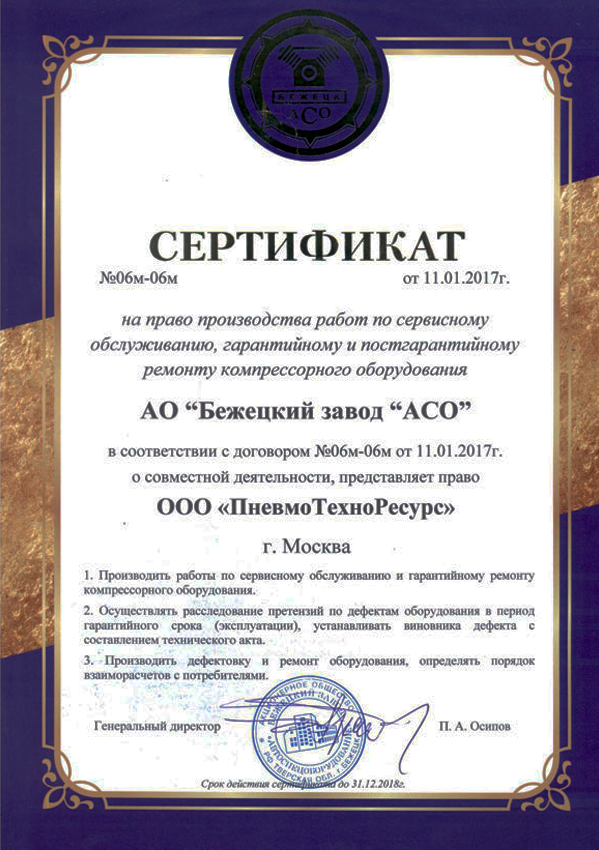 БЕЖЕЦК
АСО
СЕРТИФИКАТ
№06м-06м от 11.01.2017г.
на право производства работ по сервисному
обслуживанию, гарантийному и постгарантийному
ремонту компрессорного оборудования
АО “Бежецкий завод “АСО”
в соответствии с договором №06м-06м от 11.01.2017г.
о совместной деятельности, представляет право
ООО «ПневмоТехноРесурс»
г. Москва
1. Производить работы по сервисному обслуживанию и гарантийному ремонту
компрессорного оборудования.
2. Осуществлять расследование претензий по дефектам оборудования в период
гарантийного срока (эксплуатации), устанавливать виновника дефекта с
составлением технического акта.
3. Производить дефектовку и ремонт оборудования, определять порядок
взаиморасчетов с потребителями.
АКЦИОНЕРНОЕ ОБЩЕСТВО
БЕЖЕЦКИЙ ЗАВОД
АВТОСПЕЦОБОРУДОВАНИЕ
РФ ТВЕРСКАЯ ОБЛ. Г. БЕЖЕЦК
Генеральный директор П. А. Осипов
Срок действия сертификата до 31.12.2018г.